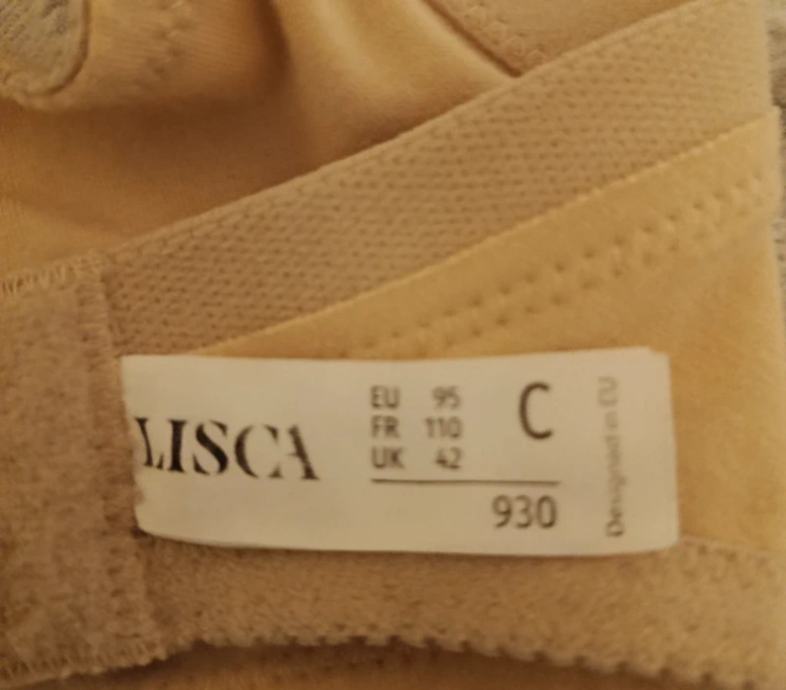 LISCA
EU 95
FR 110
UK 42
C
930
Designed in EU